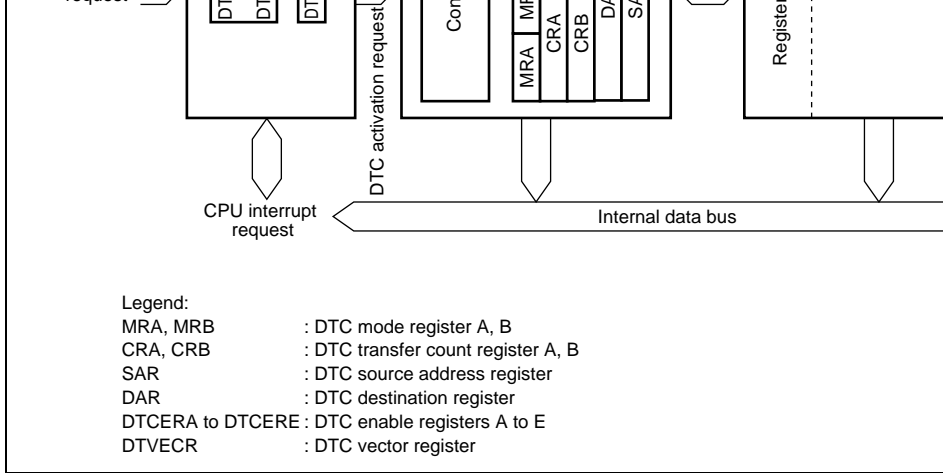 DTC activation request
MRA
CRA
CRB
Register
CPU interrupt
request
Internal data bus
Legend:
MRA, MRB : DTC mode register A, B
CRA, CRB : DTC transfer count register A, B
SAR : DTC source address register
DAR : DTC destination register
DTCERA to DTCERE : DTC enable registers A to E
DTVECR : DTC vector register